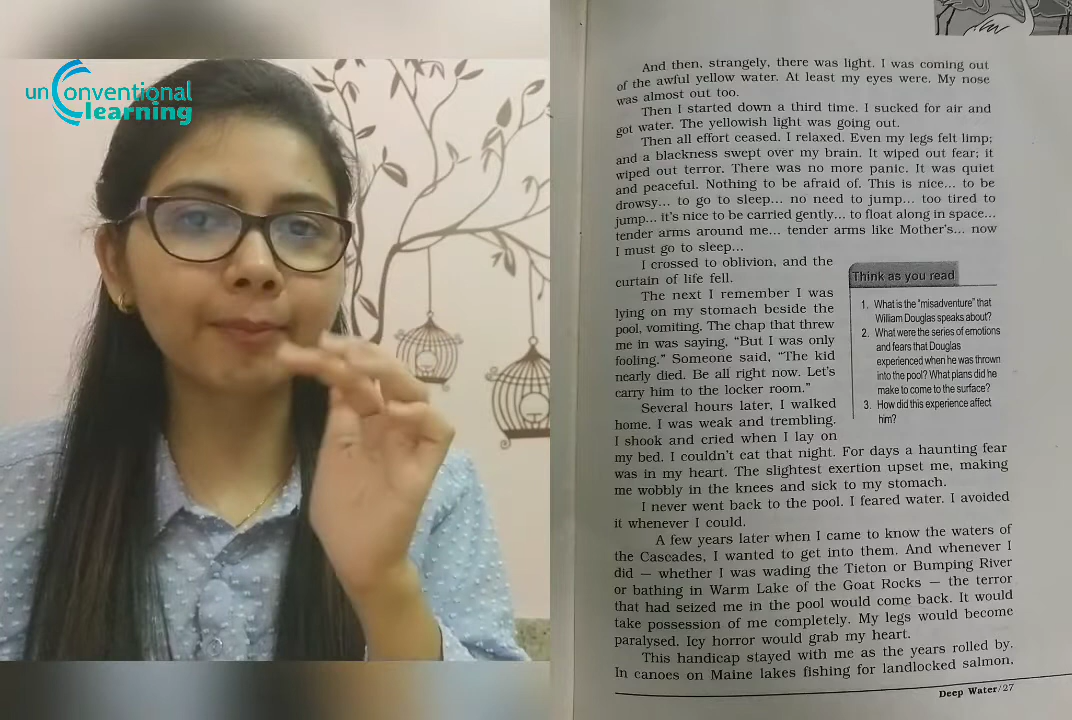 unconventional
learning
And then, strangely, there was light. I was coming out
of the awful yellow water. At least my eyes were. My nose
was almost out too.
Then I started down a third time. I sucked for air and
got water. The yellowish light was going out.
Then all effort ceased. I relaxed. Even my legs felt limp;
and a blackness swept over my brain. It wiped out fear; it
wiped out terror. There was no more panic. It was quiet
and peaceful. Nothing to be afraid of. This is nice... to be
drowsy... to go to sleep... no need to jump... too tired to
jump... it's nice to be carried gently... to float along in space...
tender arms around me... tender arms like Mother's... now
I must go to sleep...
I crossed to oblivion, and the
curtain of life fell.
The next I remember I was
lying on my stomach beside the
pool, vomiting. The chap that threw
me in was saying, "But I was only
fooling." Someone said, "The kid
nearly died. Be all right now. Let's
carry him to the locker room."
Several hours later, I walked
home. I was weak and trembling.
I shook and cried when I lay on
my bed. I couldn't eat that night. For days a haunting fear
was in my heart. The slightest exertion upset me, making
me wobbly in the knees and sick to my stomach.
I never went back to the pool. I feared water. I avoided
it whenever I could.
A few years later when I came to know the waters of
the Cascades, I wanted to get into them. And whenever I
did — whether I was wading the Tieton or Bumping River
or bathing in Warm Lake of the Goat Rocks — the terror
that had seized me in the pool would come back. It would
take possession of me completely. My legs would become
paralysed. Icy horror would grab my heart.
This handicap stayed with me as the years rolled by.
In canoes on Maine lakes fishing for landlocked salmon,
Think as you read
1. What is the "misadventure" that
William Douglas speaks about?
2. What were the series of emotions
and fears that Douglas
experienced when he was thrown
into the pool? What plans did he
make to come to the surface?
3. How did this experience affect
him?
Deep Water/27